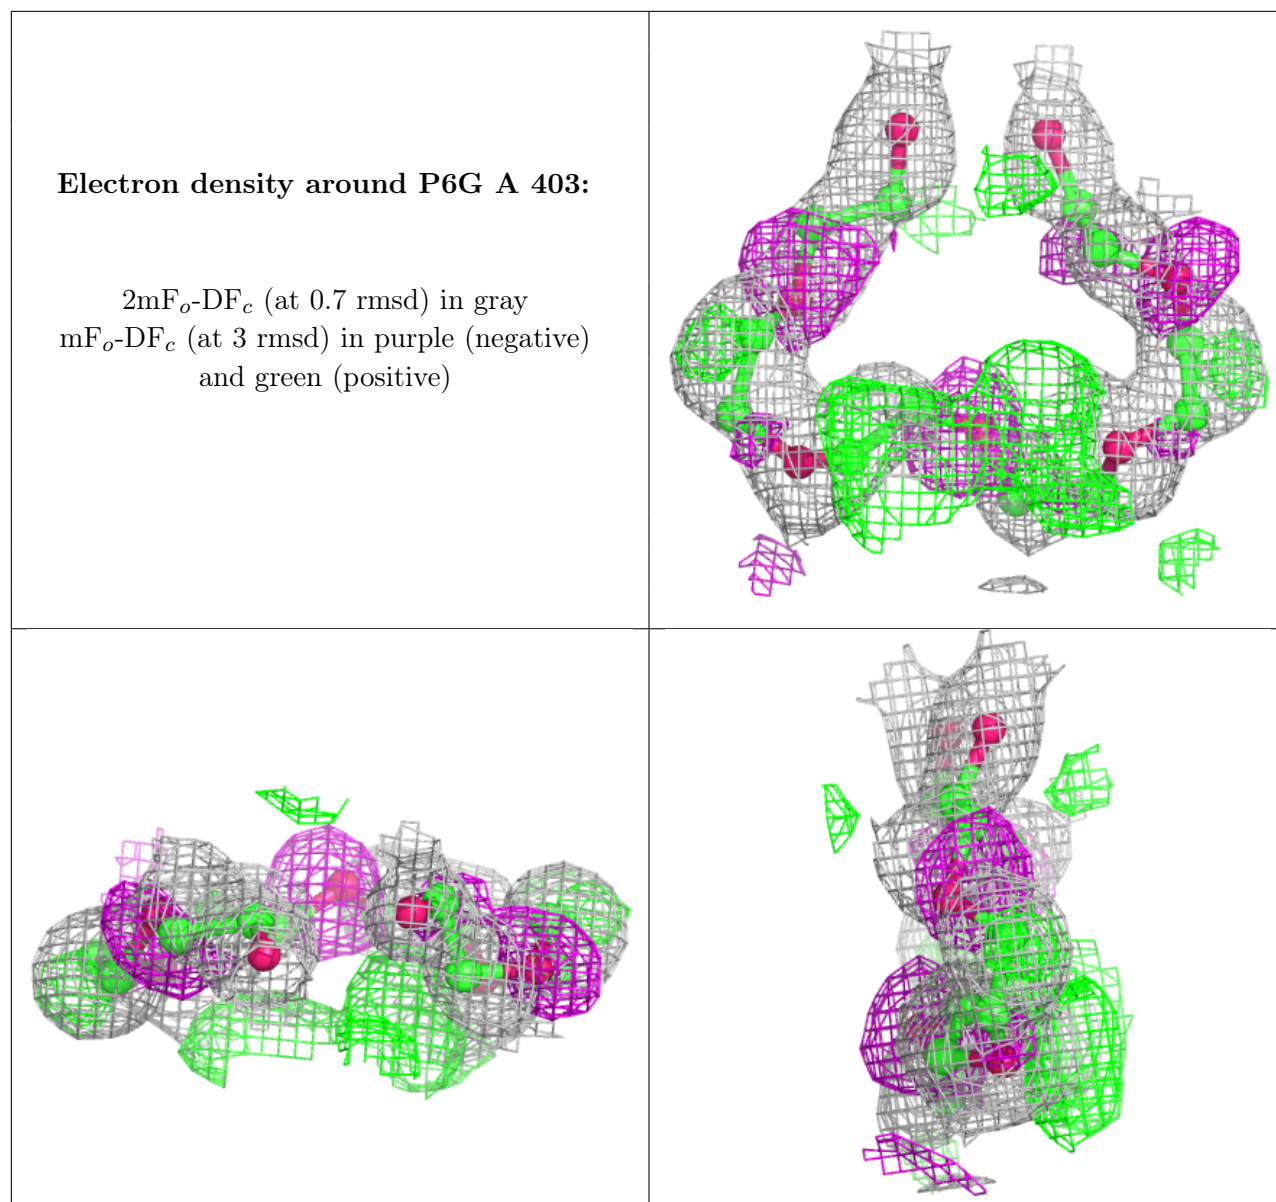 Electron density around P6G A 403:
2mFo-DFc (at 0.7 rmsd) in gray
mFo-DFc (at 3 rmsd) in purple (negative)
and green (positive)